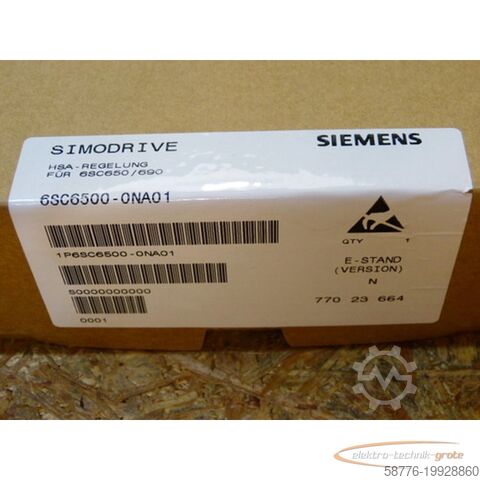 SIMODRIVE
SIEMENS
HSA-REGELUNG
FÜR 6SC650/690
6SC6500-0NA01
QTY 1
1P6SC6500-0NA01
E-STAND
(VERSION)
N
S0000000000
770 23 664
0001
elektro-technik-grote
58776-19928860